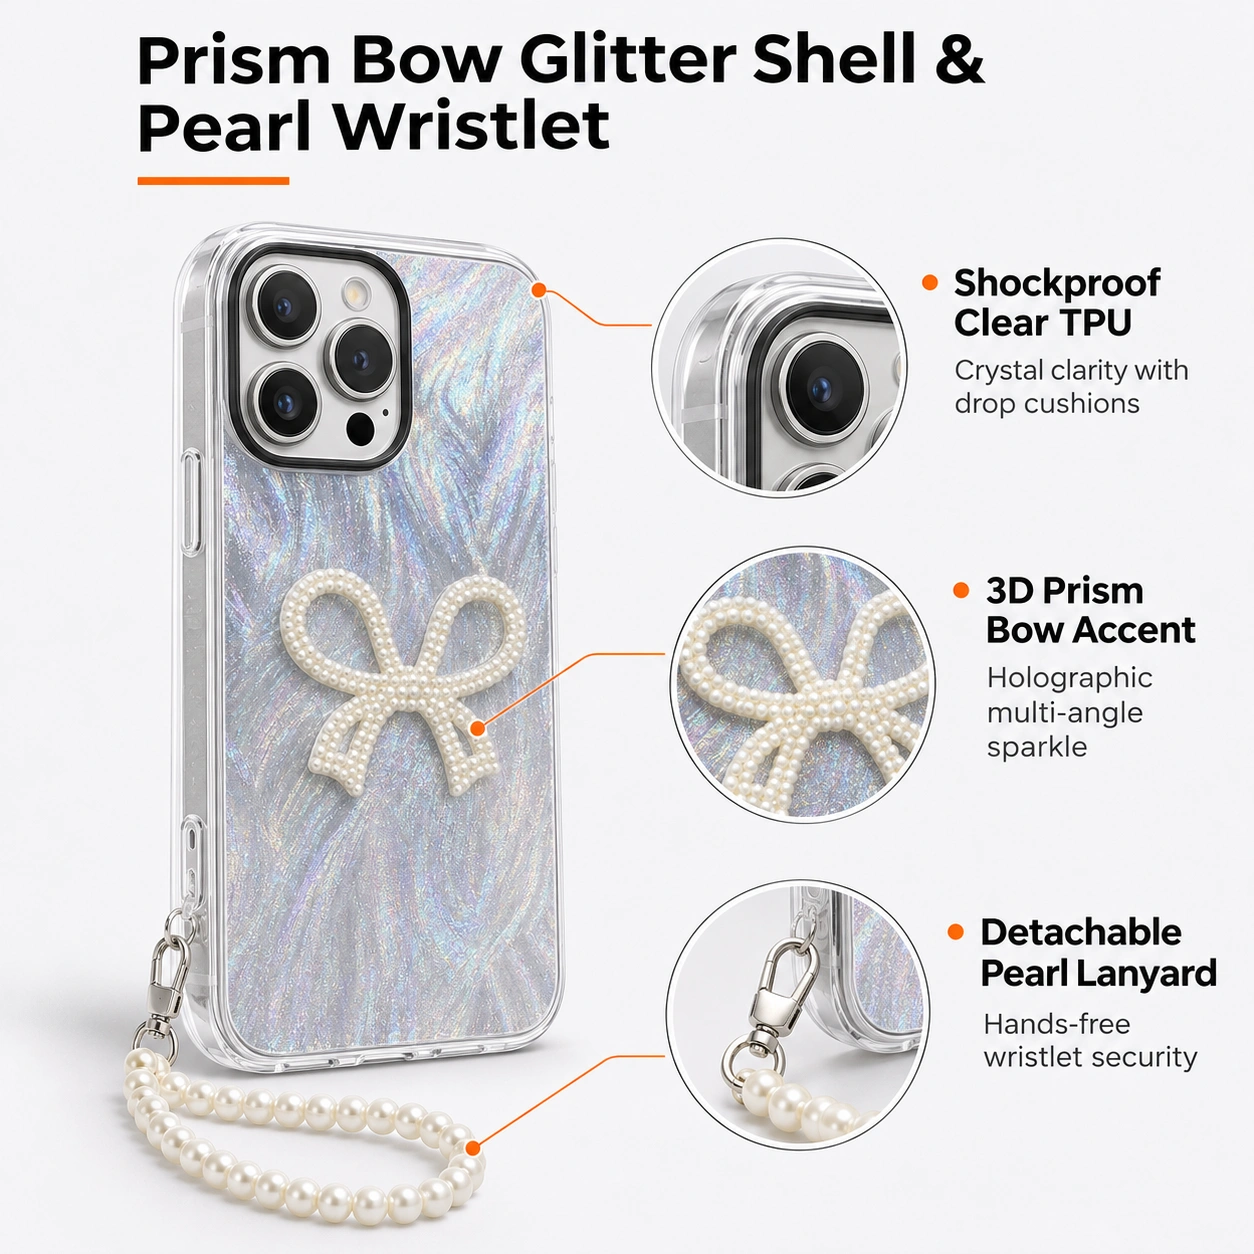 Prism Bow Glitter Shell &
Pearl Wristlet
Shockproof
Clear TPU
Crystal clarity with
drop cushions
3D Prism
Bow Accent
Holographic
multi-angle
sparkle
Detachable
Pearl Lanyard
Hands-free
wristlet security